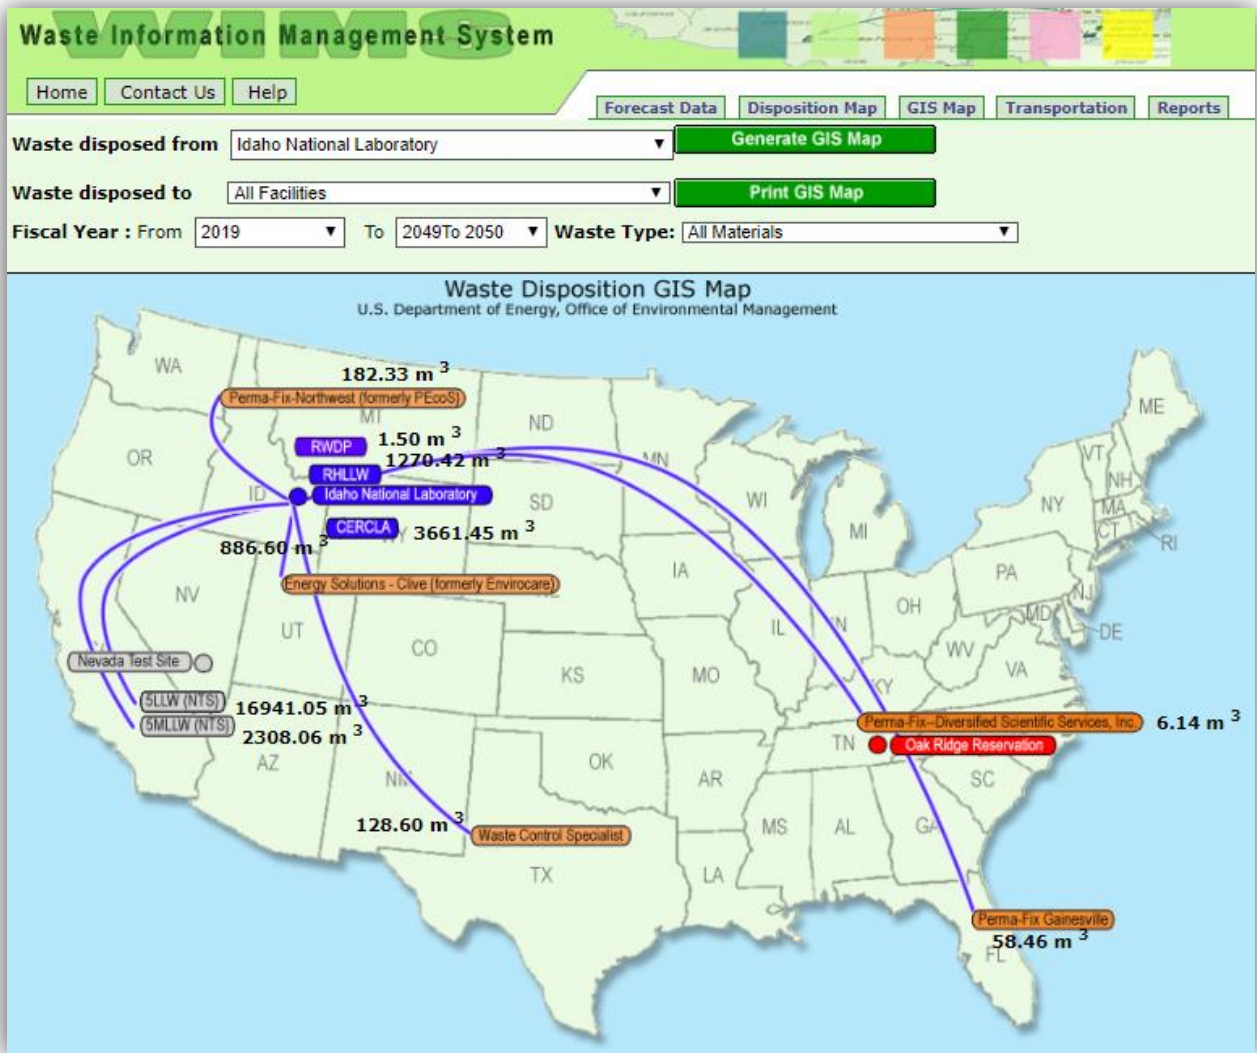 Waste Information Management System
Home Contact Us Help
Forecast Data Disposition Map GIS Map Transportation Reports
Waste disposed from Idaho National Laboratory Generate GIS Map
Waste disposed to All Facilities Print GIS Map
Fiscal Year : From 2019 To 2049To 2050 Waste Type: All Materials
Waste Disposition GIS Map
U.S. Department of Energy, Office of Environmental Management
WA
182.33 m 3
Perma-Fix-Northwest (formerly PEcoS)
MT
ND
ME
RWDP 1.50 m 3
OR
MN
VT
1270.42 m 3
RHLLW
NH
ID
Idaho National Laboratory
SD
WI
NY
MA
MI
CT
RI
CERCLA 3661.45 m 3
WY
886.60 m 3
IA
PA
Energy Solutions - Clive (formerly Envirocare)
NE
NV
NJ
OH
MD
DE
UT
IL
IN
CO
WV
VA
Nevada Test Site
KS
MO
KY
5LLW (NTS) 16941.05 m 3
5MLLW (NTS) 2308.06 m 3
Perma-Fix--Diversified Scientific Services, Inc. 6.14 m 3
TN
Oak Ridge Reservation
AZ
NM
OK
AR
SC
128.60 m 3
Waste Control Specialist
MS
AL
GA
TX
LA
Perma-Fix Gainesville
58.46 m 3
FL